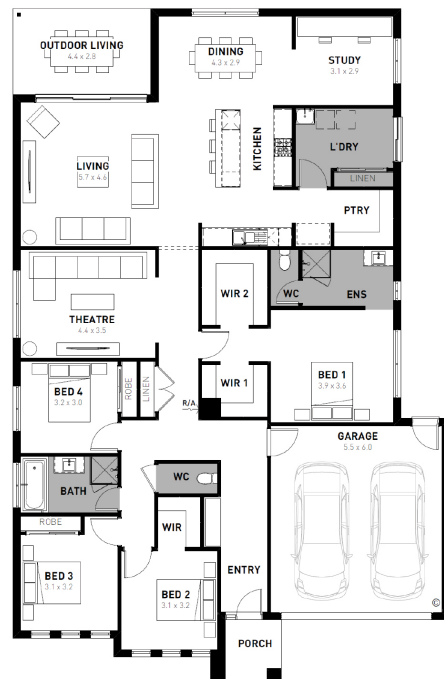 OUTDOOR LIVING
4.4 x 2.8
DINING
4.3 x 2.9
STUDY
3.1 x 2.9
KITCHEN
L'DRY
LIVING
5.7 x 4.6
LINEN
PTRY
WIR 2
WC
ENS
THEATRE
4.4 x 3.5
BED 1
3.9 x 3.6
WIR 1
BED 4
3.2 x 3.0
ROBE
LINEN
R/A
GARAGE
5.5 x 6.0
BATH
WC
ROBE
WIR
BED 3
3.1 x 3.2
BED 2
3.1 x 3.2
ENTRY
©
PORCH